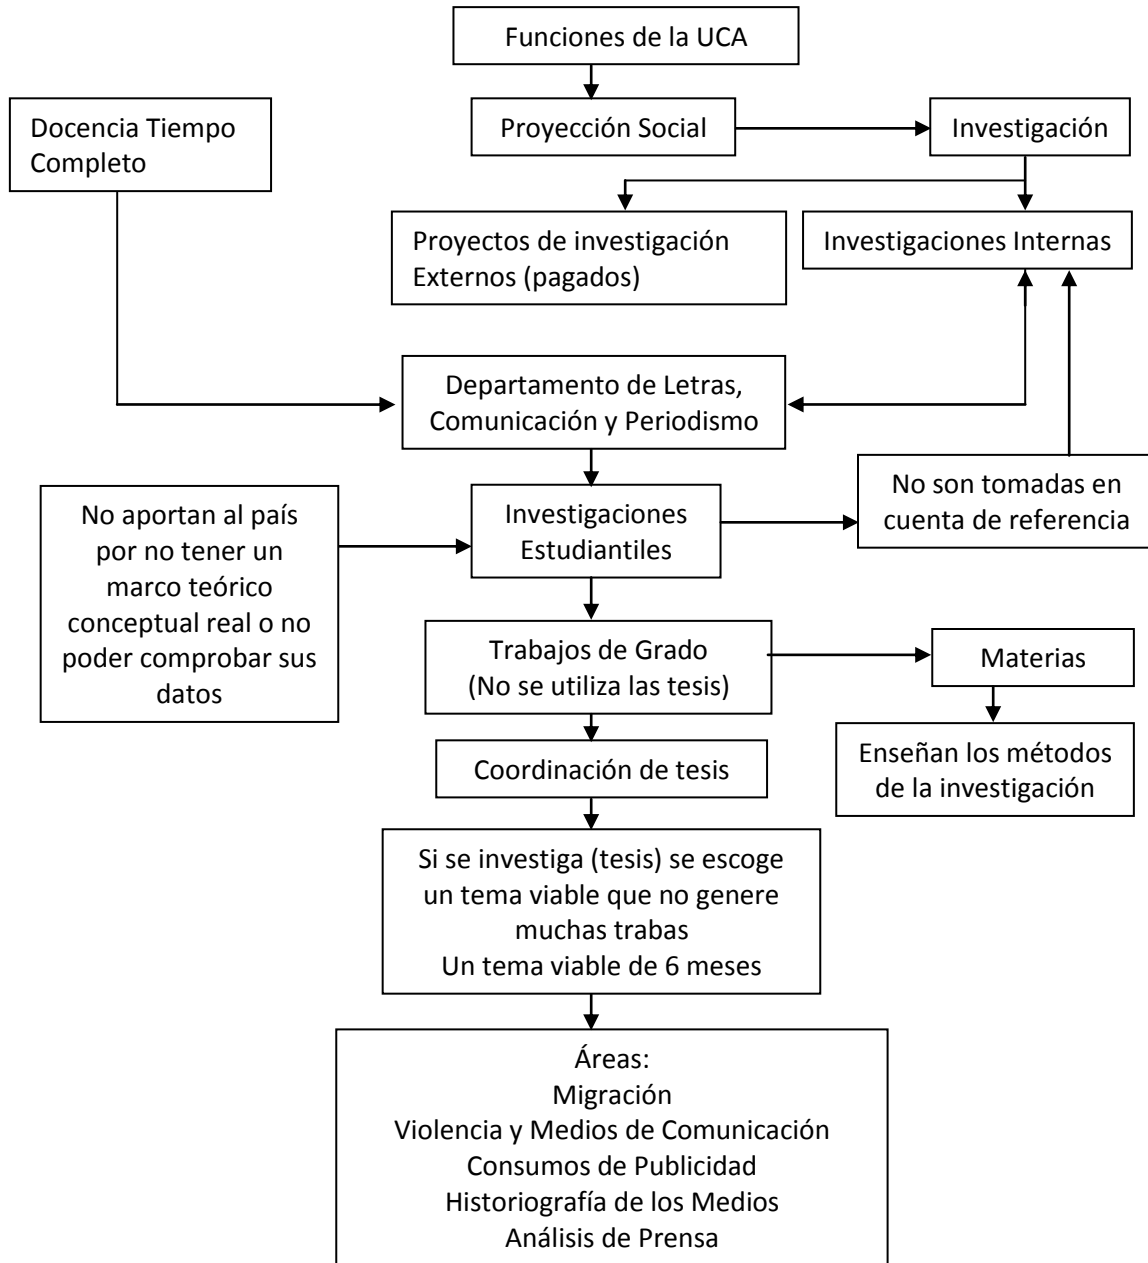 Funciones de la UCA
Docencia Tiempo
Completo
Proyección Social
Investigación
Proyectos de investigación
Externos (pagados)
Investigaciones Internas
Departamento de Letras,
Comunicación y Periodismo
No son tomadas en
cuenta de referencia
No aportan al país
por no tener un
marco teórico
conceptual real o no
poder comprobar sus
datos
Investigaciones
Estudiantiles
Trabajos de Grado
(No se utiliza las tesis)
Materias
Coordinación de tesis
Enseñan los métodos
de la investigación
Si se investiga (tesis) se escoge
un tema viable que no genere
muchas trabas
Un tema viable de 6 meses
Áreas:
Migración
Violencia y Medios de Comunicación
Consumos de Publicidad
Historiografía de los Medios
Análisis de Prensa